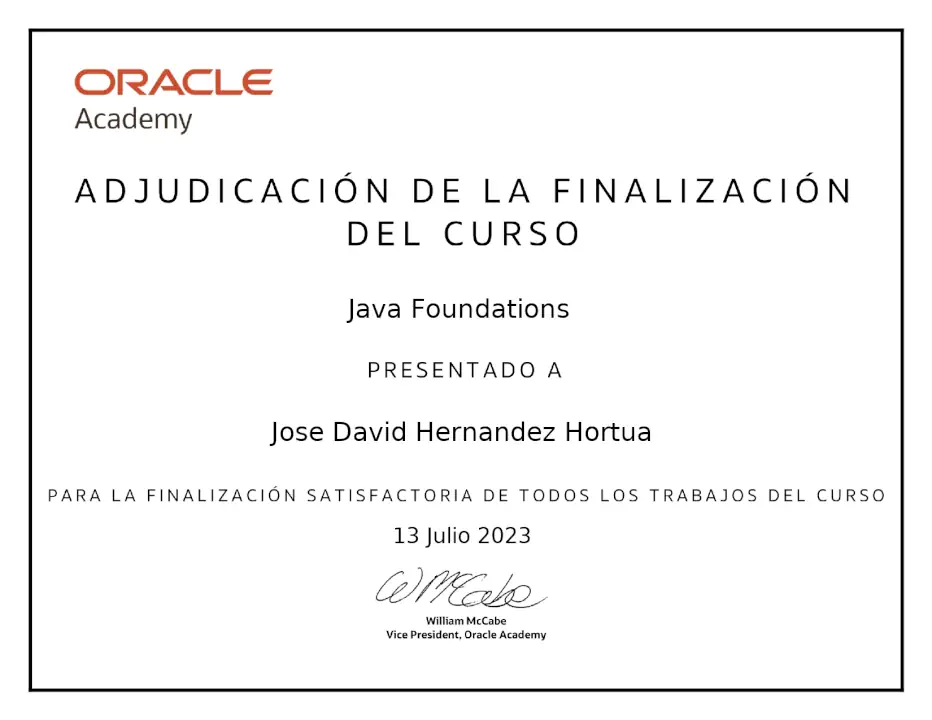 ORACLE
Academy
ADJUDICACIÓN DE LA FINALIZACIÓN
DEL CURSO
Java Foundations
PRESENTADO A
Jose David Hernandez Hortua
PARA LA FINALIZACIÓN SATISFACTORIA DE TODOS LOS TRABAJOS DEL CURSO
13 Julio 2023
WMcCabe
William McCabe
Vice President, Oracle Academy